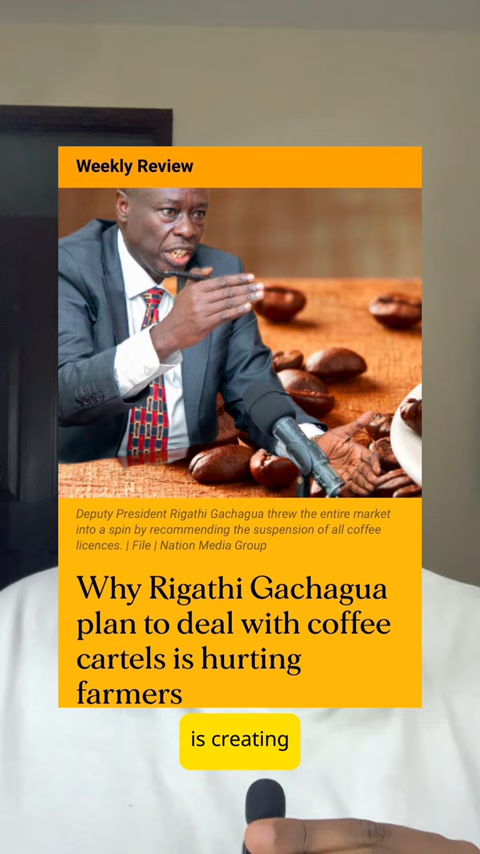 Weekly Review
Deputy President Rigathi Gachagua threw the entire market
into a spin by recommending the suspension of all coffee
licences. | File | Nation Media Group
Why Rigathi Gachagua
plan to deal with coffee
cartels is hurting
farmers
is creating